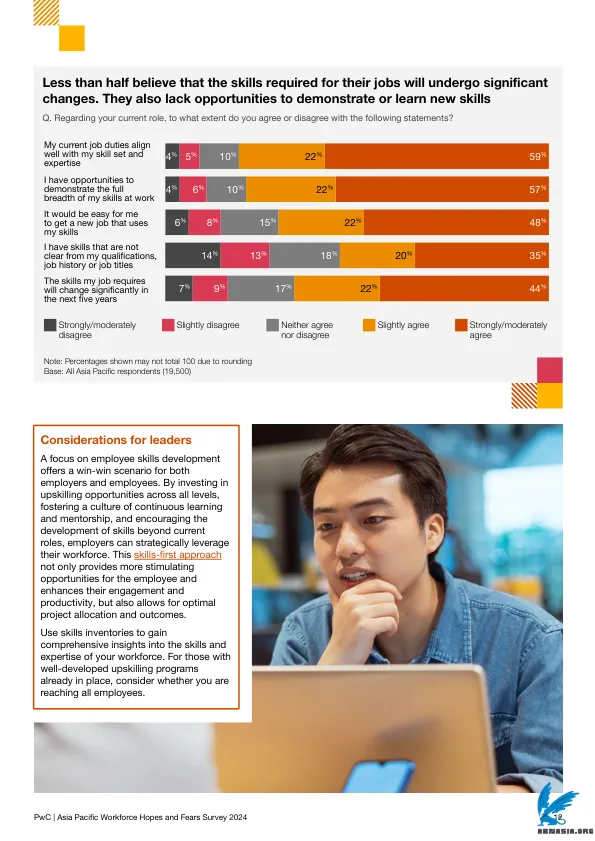 Less than half believe that the skills required for their jobs will undergo significant
changes. They also lack opportunities to demonstrate or learn new skills
Q. Regarding your current role, to what extent do you agree or disagree with the following statements?
My current job duties align
well with my skill set and
expertise
4% 5% 10% 22% 59%
I have opportunities to
demonstrate the full
breadth of my skills at work
4% 6% 10% 22% 57%
It would be easy for me
to get a new job that uses
my skills
6% 8% 15% 22% 48%
I have skills that are not
clear from my qualifications,
job history or job titles
14% 13% 18% 20% 35%
The skills my job requires
will change significantly in
the next five years
7% 9% 17% 22% 44%
Strongly/moderately
disagree
Slightly disagree
Neither agree
nor disagree
Slightly agree
Strongly/moderately
agree
Note: Percentages shown may not total 100 due to rounding
Base: All Asia Pacific respondents (19,500)
Considerations for leaders
A focus on employee skills development
offers a win-win scenario for both
employers and employees. By investing in
upskilling opportunities across all levels,
fostering a culture of continuous learning
and mentorship, and encouraging the
development of skills beyond current
roles, employers can strategically leverage
their workforce. This skills-first approach
not only provides more stimulating
opportunities for the employee and
enhances their engagement and
productivity, but also allows for optimal
project allocation and outcomes.
Use skills inventories to gain
comprehensive insights into the skills and
expertise of your workforce. For those with
well-developed upskilling programs
already in place, consider whether you are
reaching all employees.
PwC | Asia Pacific Workforce Hopes and Fears Survey 2024
12
ABMASIA.ORG